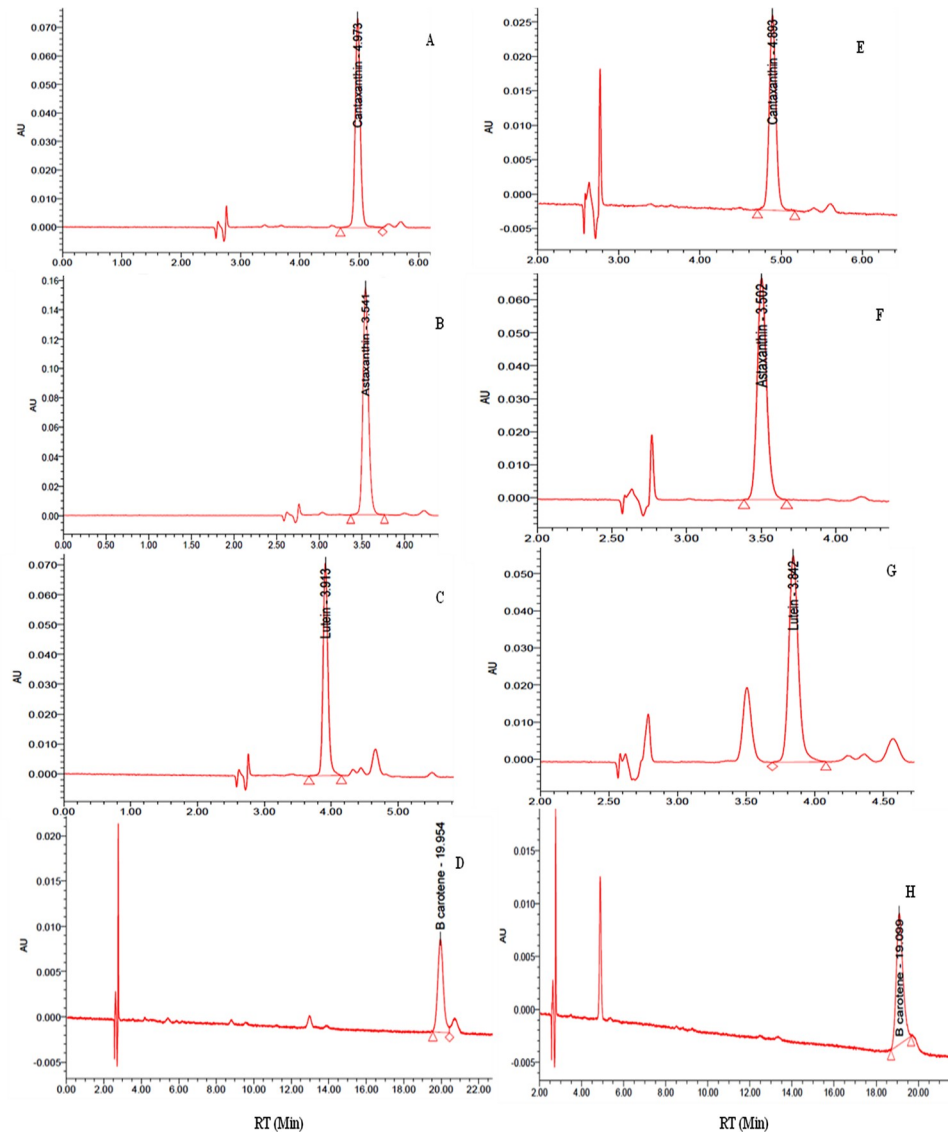 A
Cantaxanthin - 4.973
AU
0.070
0.060
0.050
0.040
0.030
0.020
0.010
0.000
0.00 1.00 2.00 3.00 4.00 5.00 6.00
E
Cantaxanthin - 4.893
AU
0.025
0.020
0.015
0.010
0.005
0.000
-0.005
2.00 3.00 4.00 5.00 6.00
B
Astaxanthin - 3.541
AU
0.16
0.14
0.12
0.10
0.08
0.06
0.04
0.02
0.00
0.00 0.50 1.00 1.50 2.00 2.50 3.00 3.50 4.00
F
Astaxanthin - 3.502
AU
0.060
0.050
0.040
0.030
0.020
0.010
0.000
2.00 2.50 3.00 3.50 4.00
C
Lutein - 3.913
AU
0.070
0.060
0.050
0.040
0.030
0.020
0.010
0.000
0.00 1.00 2.00 3.00 4.00 5.00
G
Lutein - 3.842
AU
0.050
0.040
0.030
0.020
0.010
0.000
2.00 2.50 3.00 3.50 4.00 4.50
D
B carotene - 19.954
AU
0.020
0.015
0.010
0.005
0.000
-0.005
0.00 2.00 4.00 6.00 8.00 10.00 12.00 14.00 16.00 18.00 20.00 22.00
H
B carotene - 19.099
AU
0.015
0.010
0.005
0.000
-0.005
2.00 4.00 6.00 8.00 10.00 12.00 14.00 16.00 18.00 20.00
RT (Min)
RT (Min)